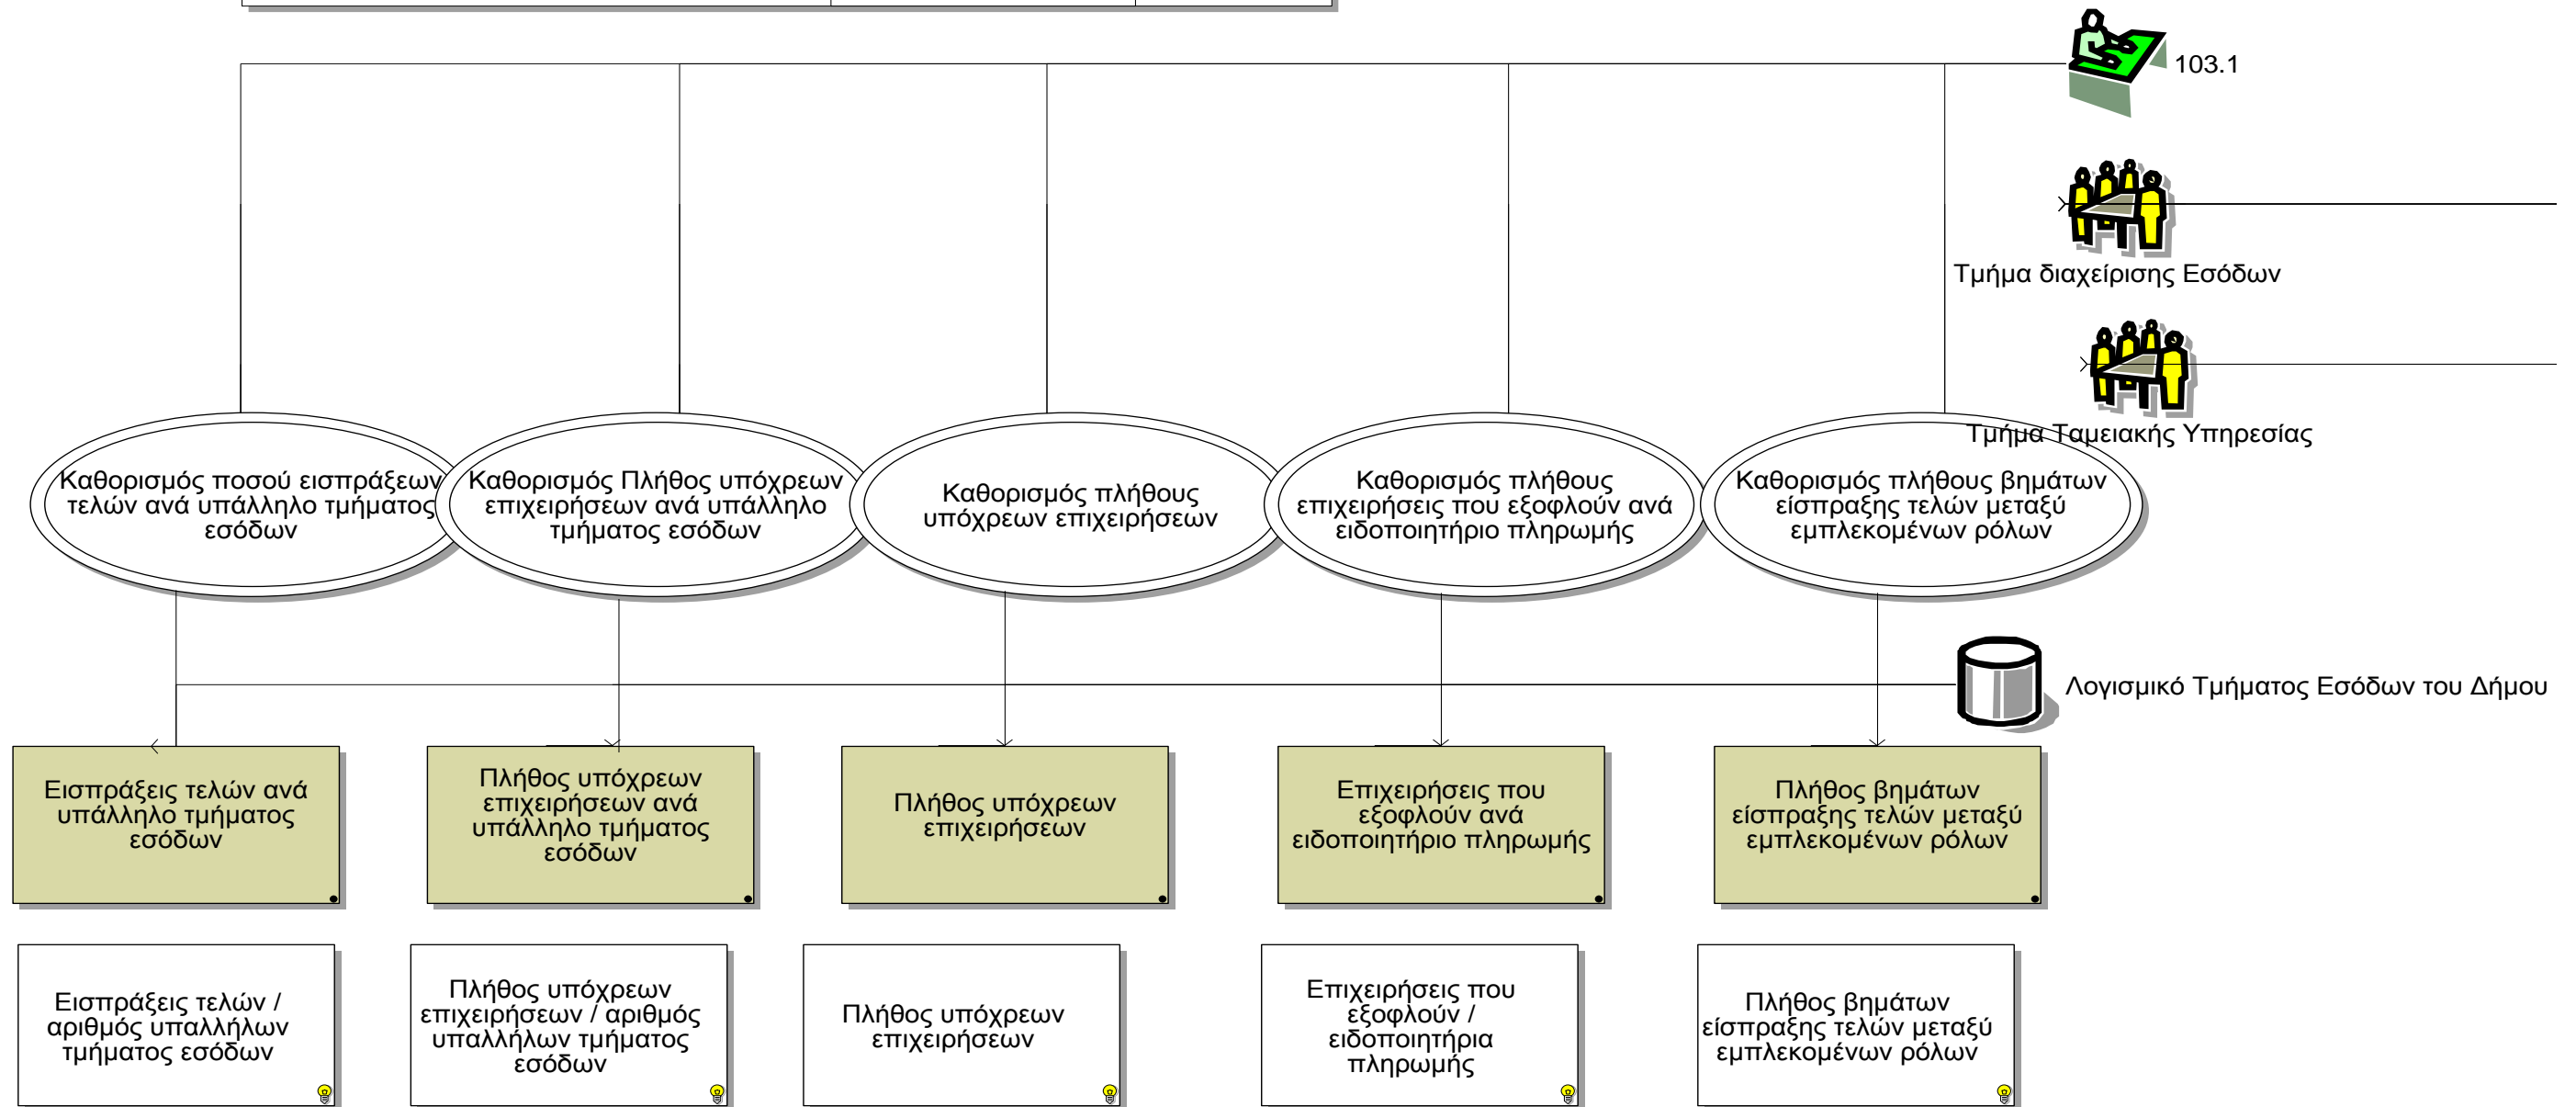 103.1
Τμήμα διαχείρισης Εσόδων
Τμήμα Ταμειακής Υπηρεσίας
Καθορισμός ποσού εισπράξεων
τελών ανά υπάλληλο τμήματος
εσόδων
Καθορισμός Πλήθος υπόχρεων
επιχειρήσεων ανά υπάλληλο
τμήματος εσόδων
Καθορισμός πλήθους
υπόχρεων επιχειρήσεων
Καθορισμός πλήθους
επιχειρήσεις που εξοφλούν ανά
ειδοποιητήριο πληρωμής
Καθορισμός πλήθους βημάτων
είσπραξης τελών μεταξύ
εμπλεκομένων ρόλων
Λογισμικό Τμήματος Εσόδων του Δήμου
Εισπράξεις τελών ανά
υπάλληλο τμήματος
εσόδων
Πλήθος υπόχρεων
επιχειρήσεων ανά
υπάλληλο τμήματος
εσόδων
Πλήθος υπόχρεων
επιχειρήσεων
Επιχειρήσεις που
εξοφλούν ανά
ειδοποιητήριο πληρωμής
Πλήθος βημάτων
είσπραξης τελών μεταξύ
εμπλεκομένων ρόλων
Εισπράξεις τελών /
αριθμός υπαλλήλων
τμήματος εσόδων
Πλήθος υπόχρεων
επιχειρήσεων / αριθμός
υπαλλήλων τμήματος
εσόδων
Πλήθος υπόχρεων
επιχειρήσεων
Επιχειρήσεις που
εξοφλούν /
ειδοποιητήρια
πληρωμής
Πλήθος βημάτων
είσπραξης τελών μεταξύ
εμπλεκομένων ρόλων